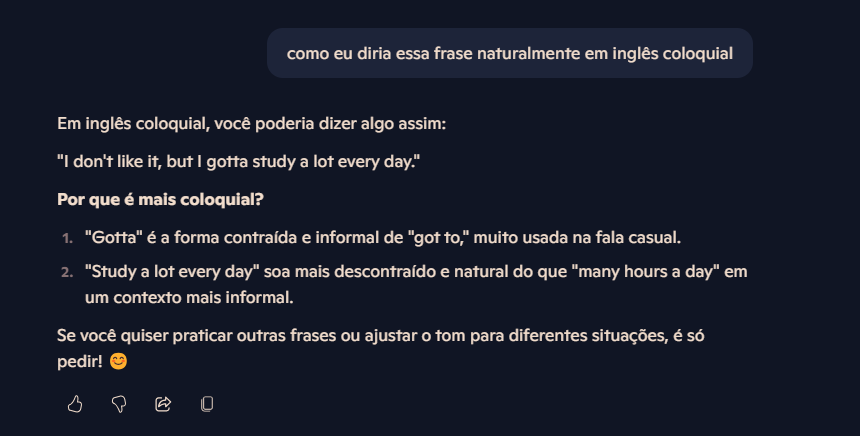 como eu diria essa frase naturalmente em inglês coloquial
Em inglês coloquial, você poderia dizer algo assim:
"I don't like it, but I gotta study a lot every day."
Por que é mais coloquial?
1. "Gotta" é a forma contraída e informal de "got to," muito usada na fala casual.
2. "Study a lot every day" soa mais descontraído e natural do que "many hours a day" em
um contexto mais informal.
Se você quiser praticar outras frases ou ajustar o tom para diferentes situações, é só
pedir! 😊